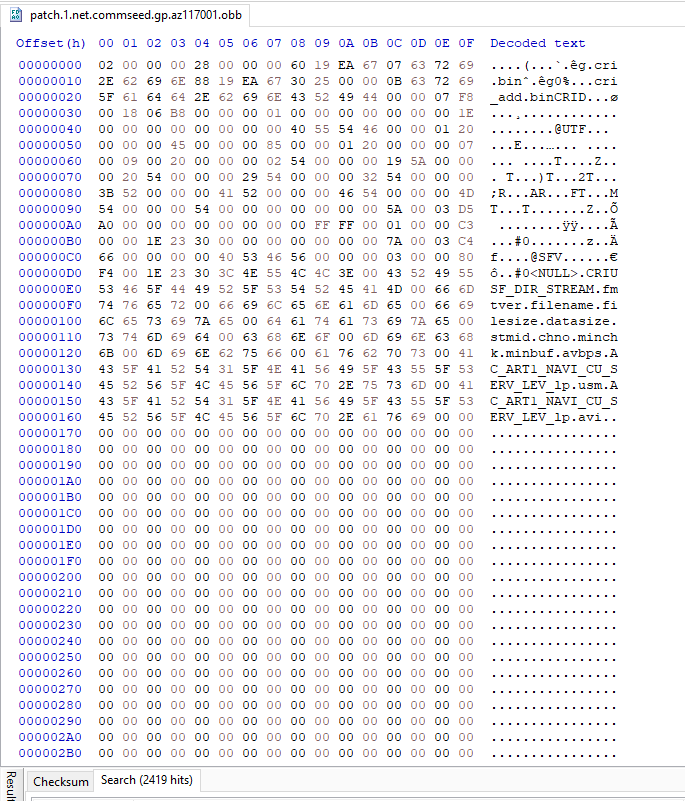 patch.1.net.commseed.gp.az117001.obb
Offset(h) 00 01 02 03 04 05 06 07 08 09 0A 0B 0C 0D 0E 0F Decoded text
00000000 02 00 00 00 28 00 00 00 60 19 EA 67 07 63 72 69 ....(...`.êg.cri
00000010 2E 62 69 6E 88 19 EA 67 30 25 00 00 0B 63 72 69 .binˆ.êg0%...cri
00000020 5F 61 64 64 2E 62 69 6E 43 52 49 44 00 00 07 F8 _add.binCRID...ø
00000030 00 18 06 B8 00 00 00 01 00 00 00 00 00 00 00 1E ...¸............
00000040 00 00 00 00 00 00 00 00 40 55 54 46 00 00 01 20 ........@UTF...
00000050 00 00 00 45 00 00 00 85 00 00 01 20 00 00 00 07 ...E...…... ....
00000060 00 09 00 20 00 00 00 02 54 00 00 00 19 5A 00 00 ... ....T....Z..
00000070 00 20 54 00 00 00 29 54 00 00 00 32 54 00 00 00 . T...)T...2T...
00000080 3B 52 00 00 00 41 52 00 00 00 46 54 00 00 00 4D ;R...AR...FT...M
00000090 54 00 00 00 54 00 00 00 00 00 00 00 5A 00 03 D5 T...T.......Z..Õ
000000A0 A0 00 00 00 00 00 00 00 00 FF FF 00 01 00 00 C3 ........ÿÿ....Ã
000000B0 00 00 1E 23 30 00 00 00 00 00 00 00 7A 00 03 C4 ...#0.......z..Ä
000000C0 66 00 00 00 00 00 40 53 46 56 00 00 00 03 00 80 f.....@SFV.....€
000000D0 F4 00 1E 23 30 3C 4E 55 4C 4C 3E 00 43 52 49 55 ô..#0<NULL>.CRIU
000000E0 53 46 5F 44 49 52 5F 53 54 52 45 41 4D 00 66 6D SF_DIR_STREAM.fm
000000F0 74 76 65 72 00 66 69 6C 65 6E 61 6D 65 00 66 69 tver.filename.fi
00000100 6C 65 73 69 7A 65 00 64 61 74 61 73 69 7A 65 00 lesize.datasize.
00000110 73 74 6D 69 64 00 63 68 6E 6F 00 6D 69 6E 63 68 stmid.chno.minch
00000120 6B 00 6D 69 6E 62 75 66 00 61 76 62 70 73 00 41 k.minbuf.avbps.A
00000130 43 5F 41 52 54 31 5F 4E 41 56 49 5F 43 55 5F 53 C_ART1_NAVI_CU_S
00000140 45 52 56 5F 4C 45 56 5F 6C 70 2E 75 73 6D 00 41 ERV_LEV_lp.usm.A
00000150 43 5F 41 52 54 31 5F 4E 41 56 49 5F 43 55 5F 53 C_ART1_NAVI_CU_S
00000160 45 52 56 5F 4C 45 56 5F 6C 70 2E 61 76 69 00 00 ERV_LEV_lp.avi..
00000170 00 00 00 00 00 00 00 00 00 00 00 00 00 00 00 00 ................
00000180 00 00 00 00 00 00 00 00 00 00 00 00 00 00 00 00 ................
00000190 00 00 00 00 00 00 00 00 00 00 00 00 00 00 00 00 ................
000001A0 00 00 00 00 00 00 00 00 00 00 00 00 00 00 00 00 ................
000001B0 00 00 00 00 00 00 00 00 00 00 00 00 00 00 00 00 ................
000001C0 00 00 00 00 00 00 00 00 00 00 00 00 00 00 00 00 ................
000001D0 00 00 00 00 00 00 00 00 00 00 00 00 00 00 00 00 ................
000001E0 00 00 00 00 00 00 00 00 00 00 00 00 00 00 00 00 ................
000001F0 00 00 00 00 00 00 00 00 00 00 00 00 00 00 00 00 ................
00000200 00 00 00 00 00 00 00 00 00 00 00 00 00 00 00 00 ................
00000210 00 00 00 00 00 00 00 00 00 00 00 00 00 00 00 00 ................
00000220 00 00 00 00 00 00 00 00 00 00 00 00 00 00 00 00 ................
00000230 00 00 00 00 00 00 00 00 00 00 00 00 00 00 00 00 ................
00000240 00 00 00 00 00 00 00 00 00 00 00 00 00 00 00 00 ................
00000250 00 00 00 00 00 00 00 00 00 00 00 00 00 00 00 00 ................
00000260 00 00 00 00 00 00 00 00 00 00 00 00 00 00 00 00 ................
00000270 00 00 00 00 00 00 00 00 00 00 00 00 00 00 00 00 ................
00000280 00 00 00 00 00 00 00 00 00 00 00 00 00 00 00 00 ................
00000290 00 00 00 00 00 00 00 00 00 00 00 00 00 00 00 00 ................
000002A0 00 00 00 00 00 00 00 00 00 00 00 00 00 00 00 00 ................
000002B0 00 00 00 00 00 00 00 00 00 00 00 00 00 00 00 00 ................
Checksum Search (2419 hits)